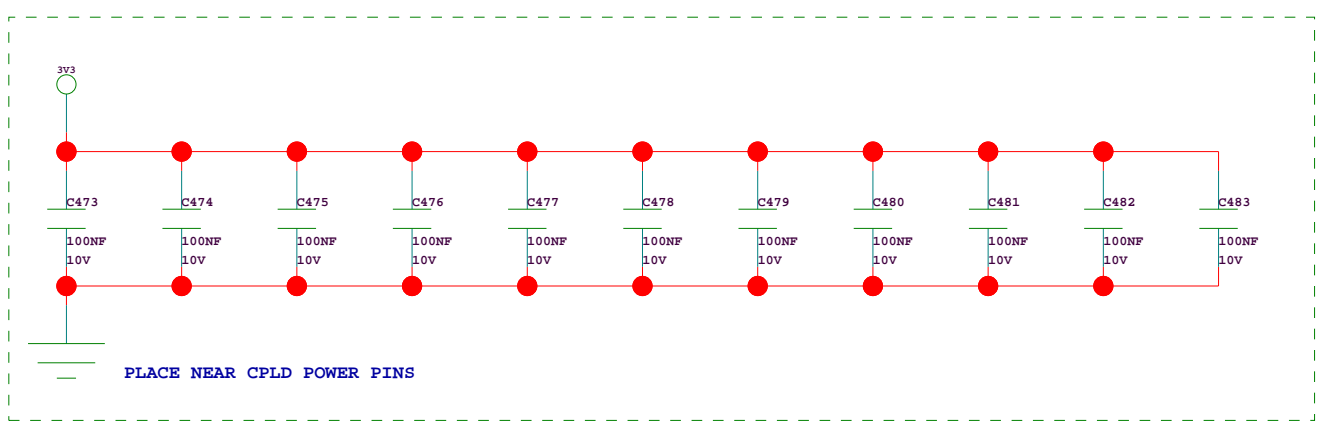 3V3
C473 C474 C475 C476 C477 C478 C479 C480 C481 C482 C483
100NF 100NF 100NF 100NF 100NF 100NF 100NF 100NF 100NF 100NF 100NF
10V 10V 10V 10V 10V 10V 10V 10V 10V 10V 10V
PLACE NEAR CPLD POWER PINS